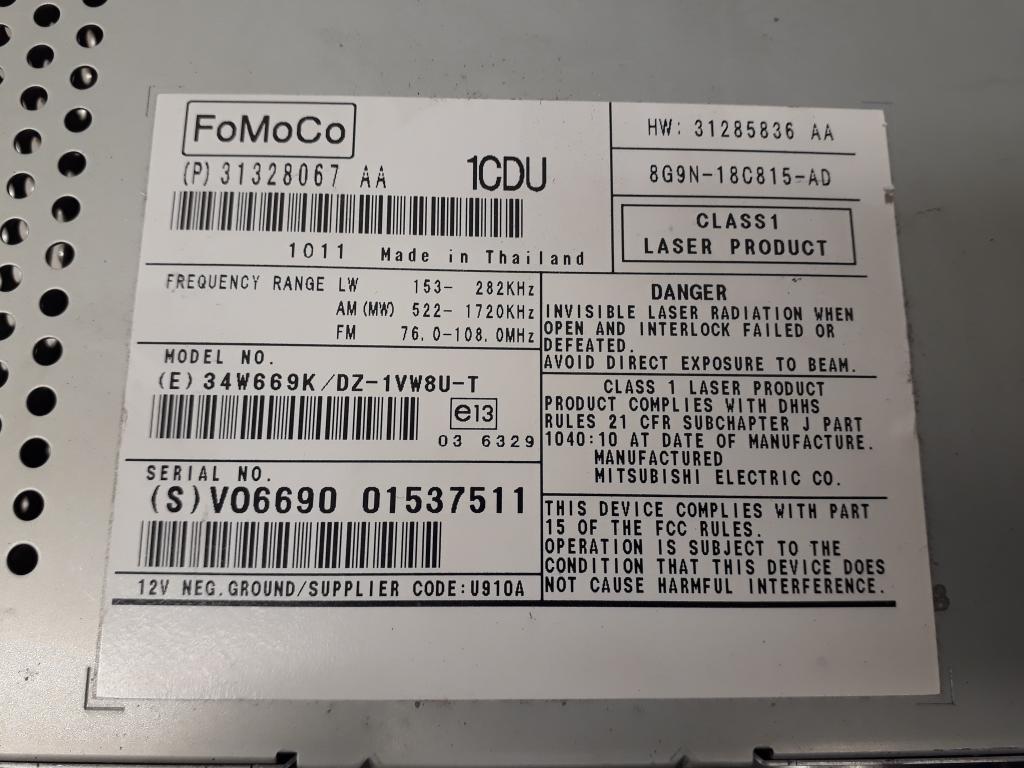 FoMoCo
(P) 31328067 AA 1CDU
1011 Made in Thailand
HW: 31285836 AA
8G9N-18C815-AD
CLASS1
LASER PRODUCT
FREQUENCY RANGE LW 153- 282KHz
AM (MW) 522- 1720KHz
FM 76.0-108.0MHz
MODEL NO.
(E) 34W669K/DZ-1VW8U-T
e13
03 6329
SERIAL NO.
(S) V06690 01537511
12V NEG.GROUND/SUPPLIER CODE:U910A
DANGER
INVISIBLE LASER RADIATION WHEN
OPEN AND INTERLOCK FAILED OR
DEFEATED.
AVOID DIRECT EXPOSURE TO BEAM.
CLASS 1 LASER PRODUCT
PRODUCT COMPLIES WITH DHHS
RULES 21 CFR SUBCHAPTER J PART
1040:10 AT DATE OF MANUFACTURE.
MANUFACTURED
MITSUBISHI ELECTRIC CO.
THIS DEVICE COMPLIES WITH PART
15 OF THE FCC RULES.
OPERATION IS SUBJECT TO THE
CONDITION THAT THIS DEVICE DOES
NOT CAUSE HARMFUL INTERFERENCE.